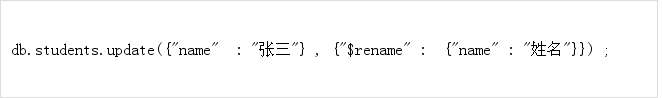 db.students.update({"name" : "张三"} , {"$rename" : {"name" : "姓名"}}) ;